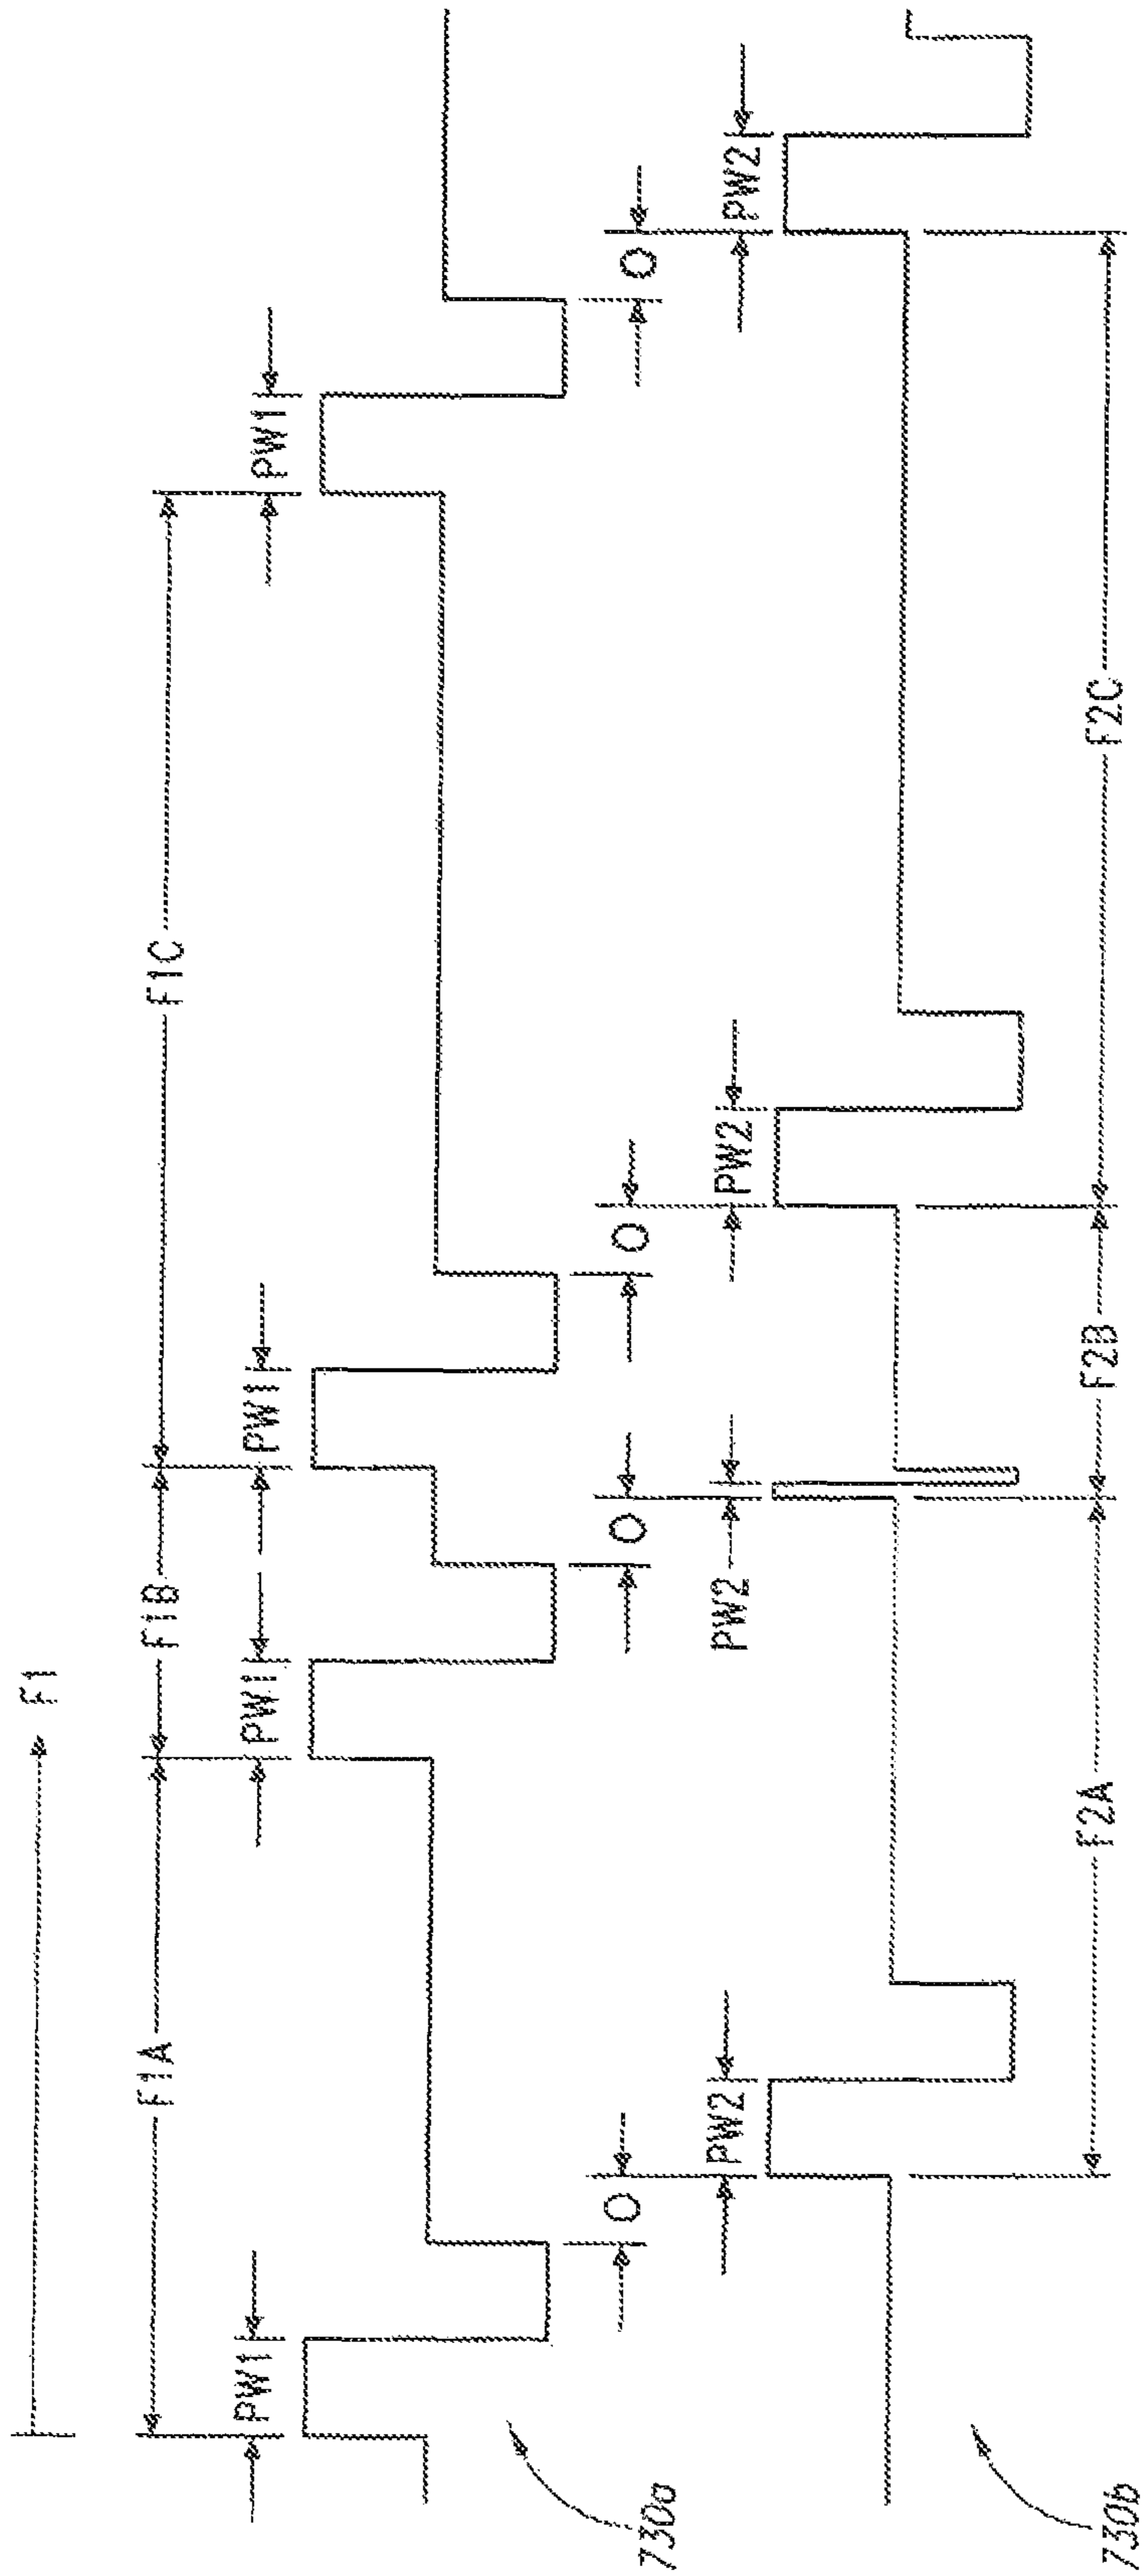 F1
F1A F1B F1C
PW1 PW1 PW1 PW1
730a
O O O O
PW2 PW2 PW2 PW2
730b
F2A F2B F2C